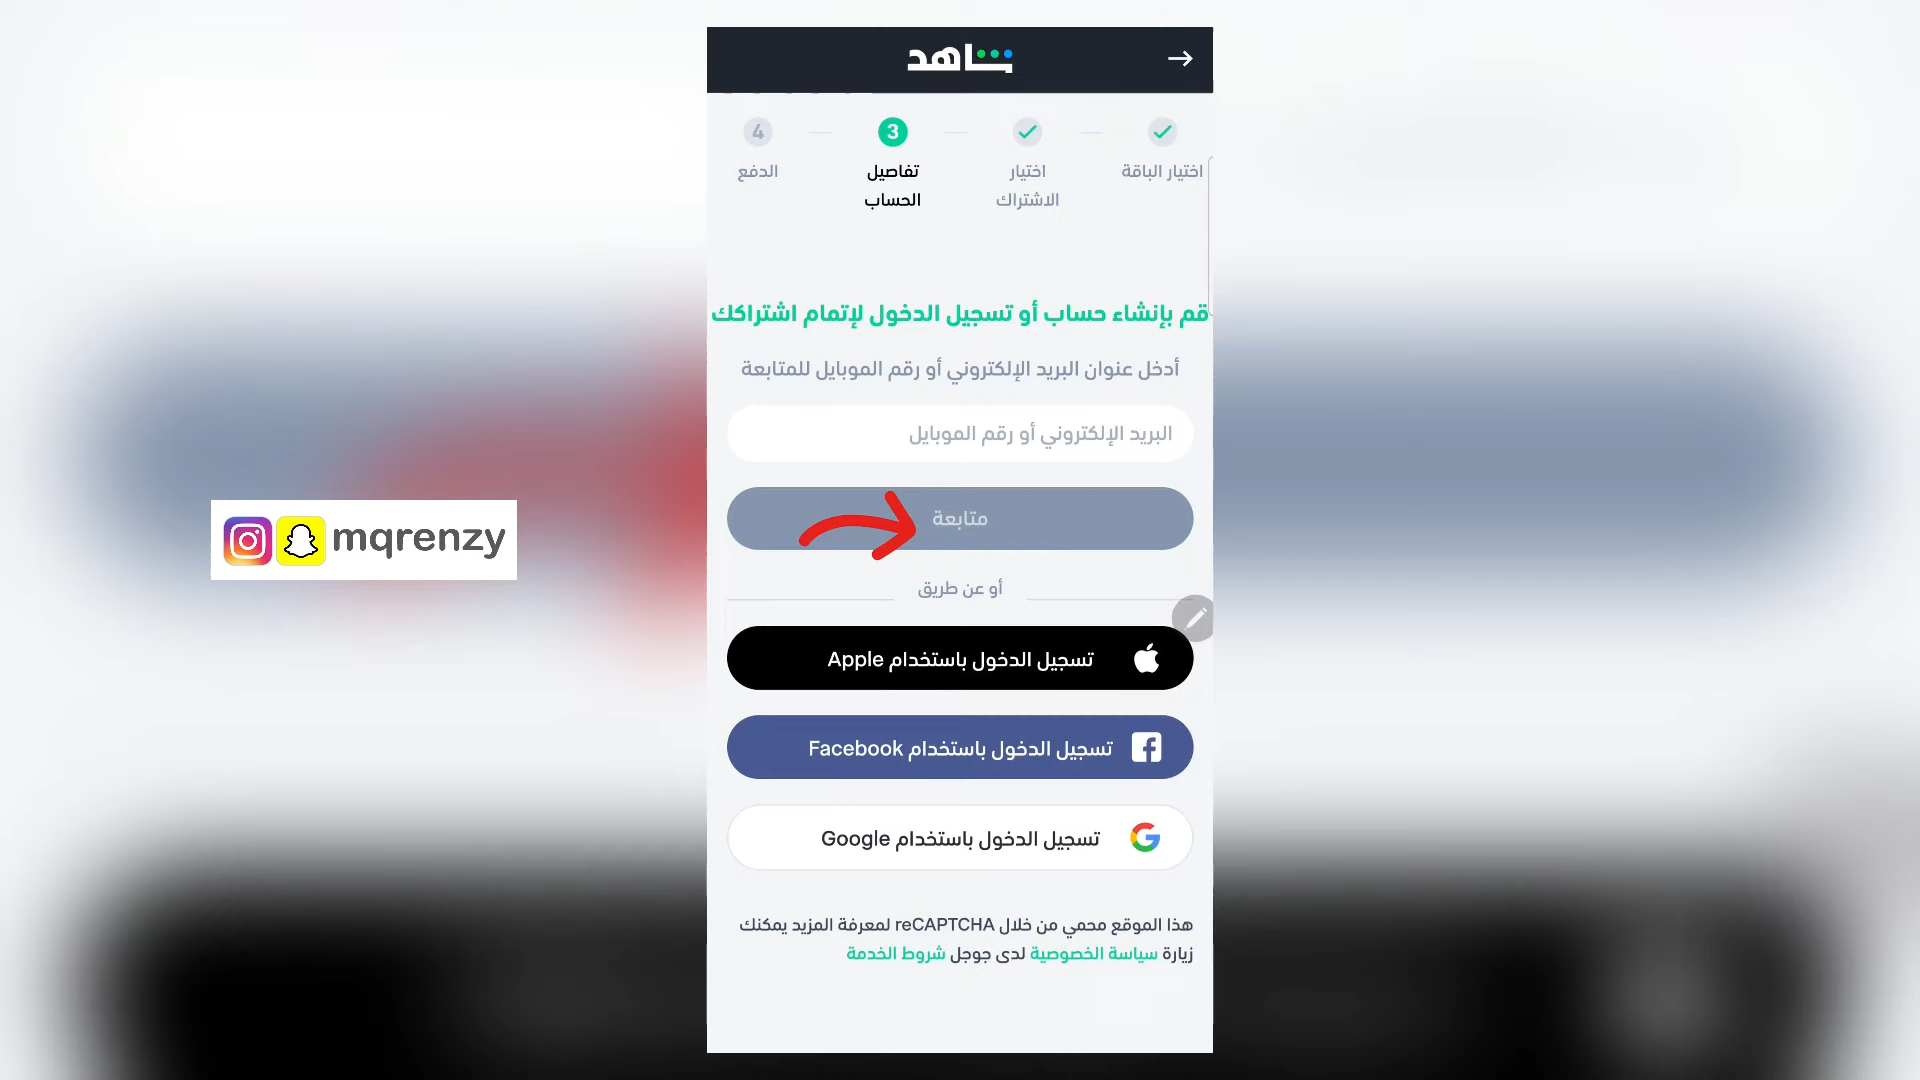 شاهد
اختيار الباقة
اختيار الاشتراك
3
تفاصيل الحساب
4
الدفع
قم بإنشاء حساب أو تسجيل الدخول لإتمام اشتراكك
أدخل عنوان البريد الإلكتروني أو رقم الموبايل للمتابعة
البريد الإلكتروني أو رقم الموبايل
متابعة
أو عن طريق
تسجيل الدخول باستخدام Apple
تسجيل الدخول باستخدام Facebook
تسجيل الدخول باستخدام Google
هذا الموقع محمي من خلال reCAPTCHA لمعرفة المزيد يمكنك
زيارة سياسة الخصوصية لدى جوجل شروط الخدمة
mqrenzy